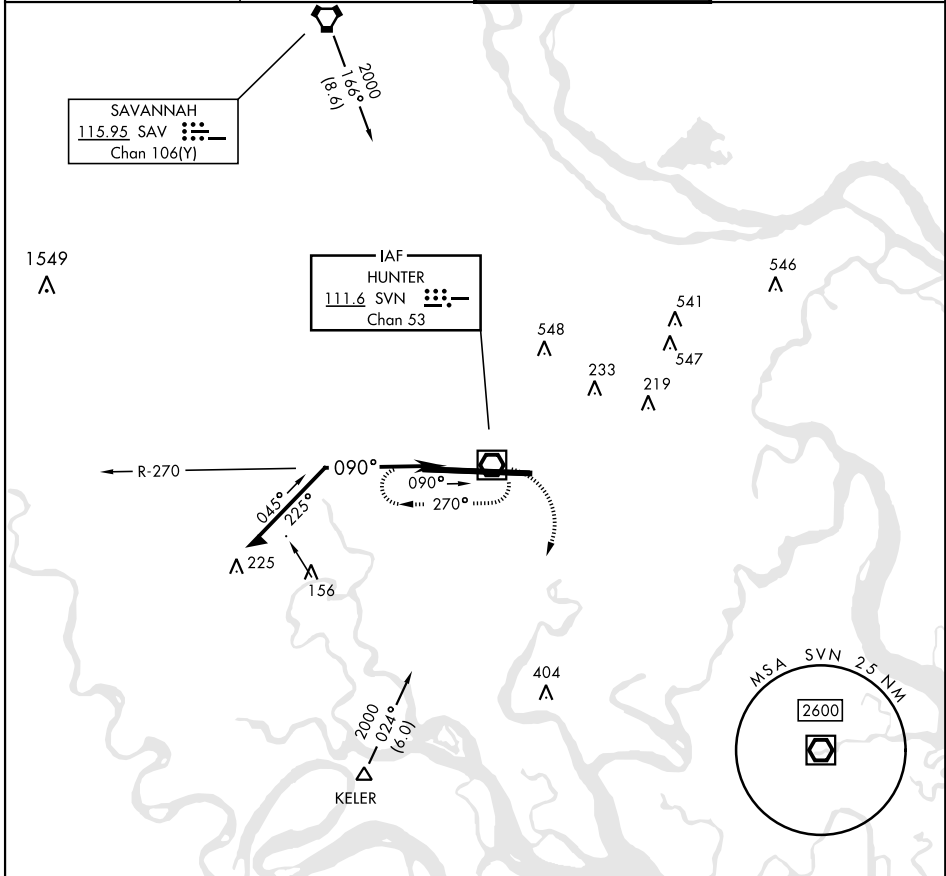 2000
166°
(8.6)
SAVANNAH
115.95 SAV
Chan 106(Y)
1549
IAF
HUNTER
111.6 SVN
Chan 53
546
541
548
547
233
219
R-270
090°
090°
270°
045°
225°
225
156
404
2000
024°
(6.0)
KELER
MSA SVN 25 NM
2600